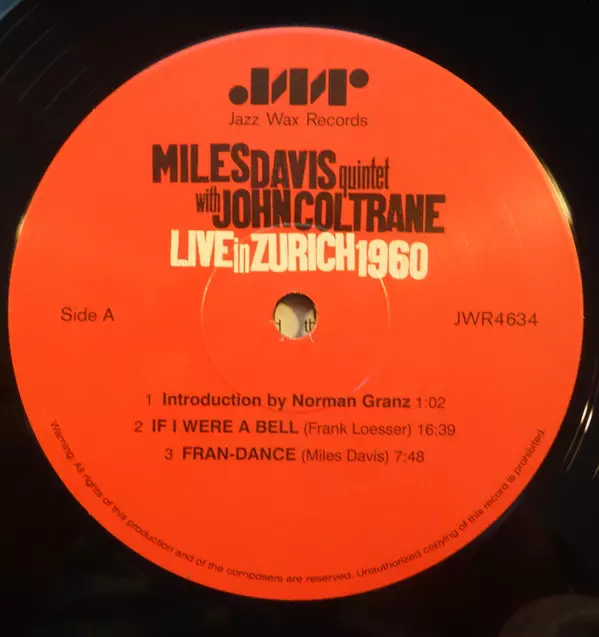 JWR
Jazz Wax Records
MILES DAVIS quintet
with JOHN COLTRANE
LIVE in ZURICH 1960
Side A
JWR4634
1 Introduction by Norman Granz 1:02
2 IF I WERE A BELL (Frank Loesser) 16:39
3 FRAN-DANCE (Miles Davis) 7:48
Warning: All rights of this production and of the composers are reserved. Unauthorized copying of this record is prohibited.